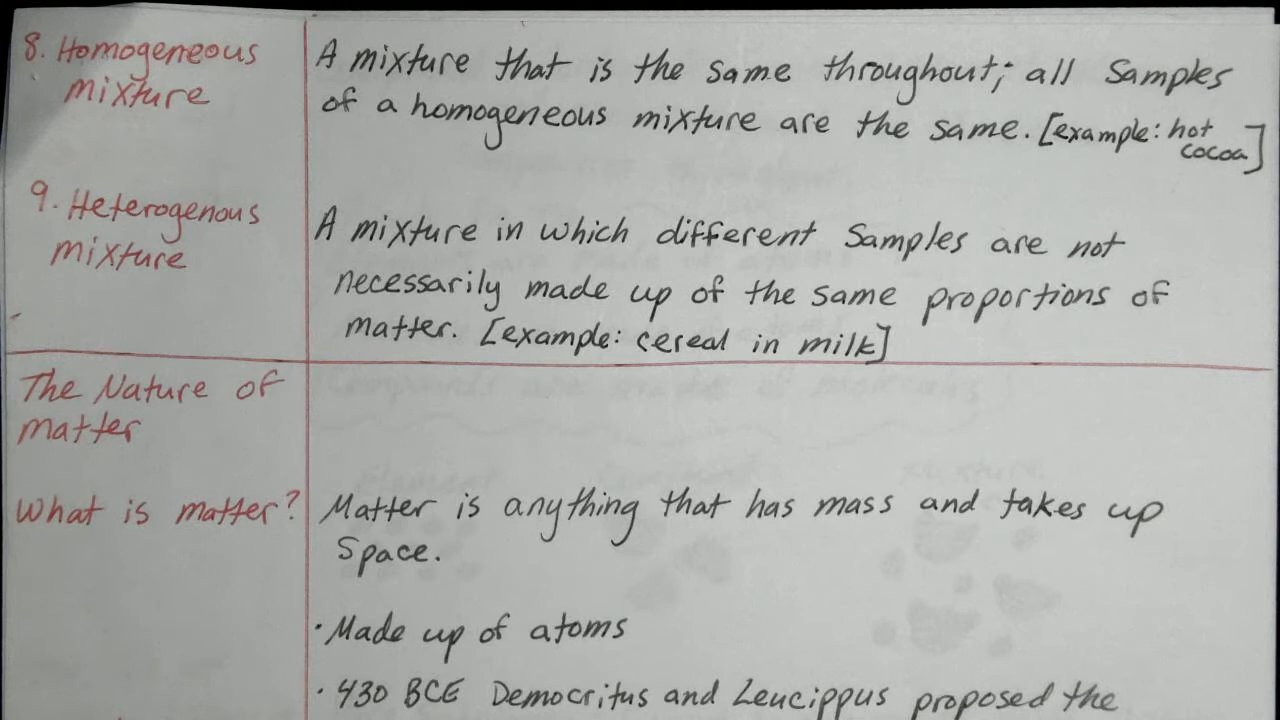 8. Homogeneous
mixture
A mixture that is the same throughout; all samples
of a homogeneous mixture are the same. [example: hot
cocoa]
9. Heterogenous
mixture
A mixture in which different samples are not
necessarily made up of the same proportions of
matter. [example: cereal in milk]
The Nature of
matter
What is matter?
Matter is anything that has mass and takes up
space.
· Made up of atoms
· 430 BCE Democritus and Leucippus proposed the